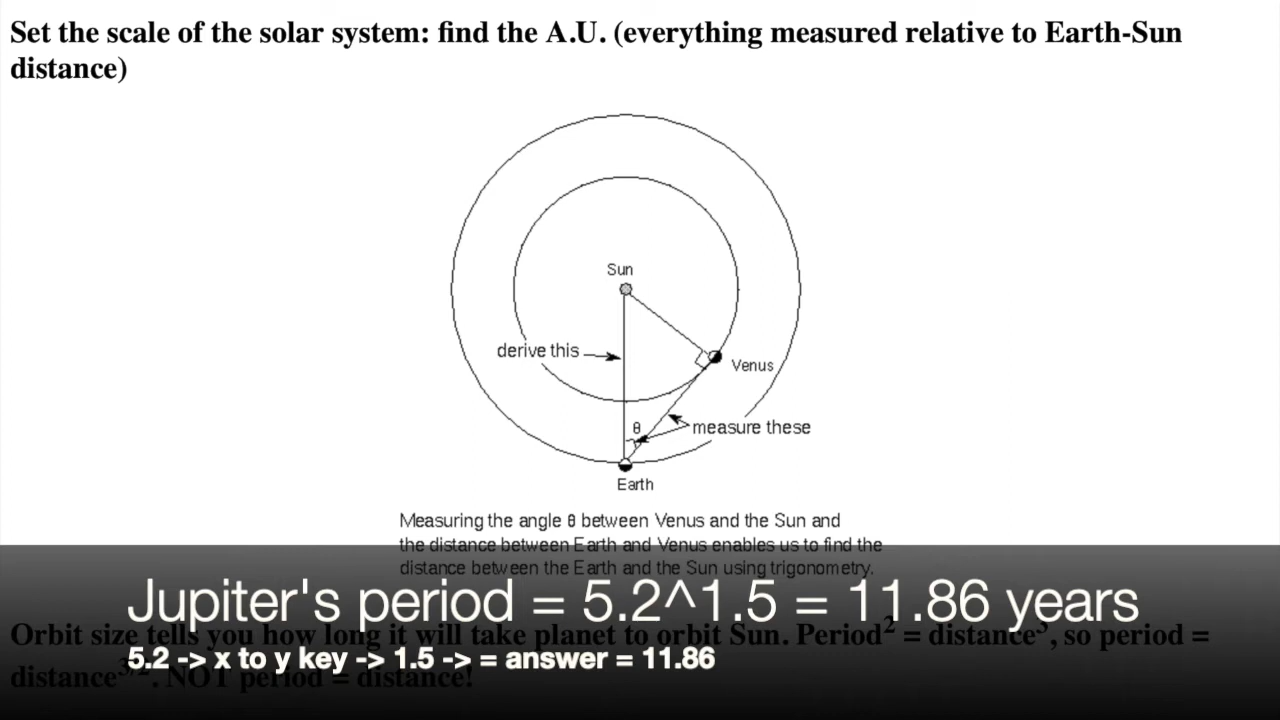 Set the scale of the solar system: find the A.U. (everything measured relative to Earth-Sun
distance)
Sun
derive this
Venus
θ
measure these
Earth
Measuring the angle θ between Venus and the Sun and
the distance between Earth and Venus enables us to find the
distance between the Earth and the Sun using trigonometry.
Jupiter's period = 5.2^1.5 = 11.86 years
Orbit size tells you how long it will take planet to orbit Sun. Period² = distance³, so period =
5.2 -> x to y key -> 1.5 -> = answer = 11.86
distance^3/2. NOT period = distance!